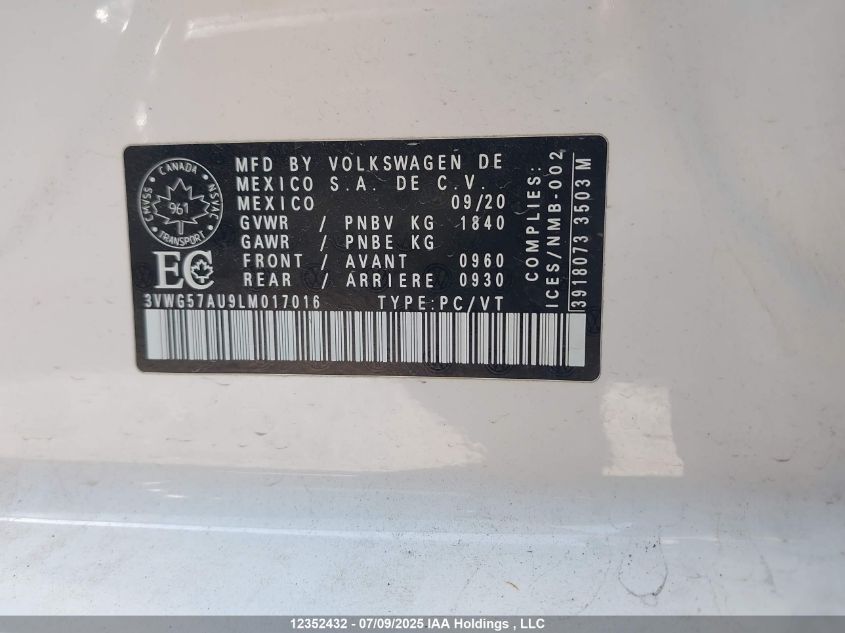 CANADA
CMVSS NSVAC
961
TRANSPORT
EC
MFD BY VOLKSWAGEN DE
MEXICO S.A. DE C.V.
MEXICO 09/20
GVWR / PNBV KG 1840
GAWR / PNBE KG
FRONT / AVANT 0960
REAR / ARRIERE 0930
3VWG57AU9LM017016 TYPE:PC/VT
COMPLIES:
ICES/NMB-002
3918073 3503M
12352432 - 07/09/2025 IAA Holdings , LLC